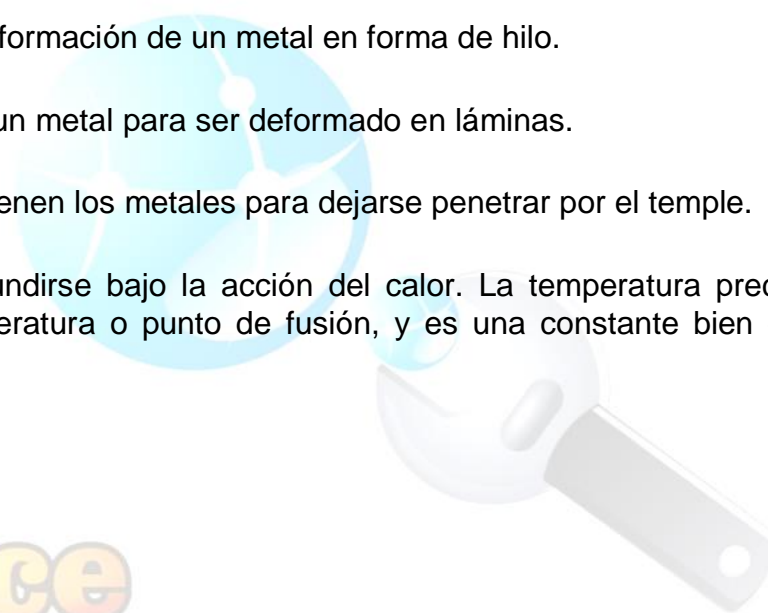 formación de un metal en forma de hilo.
un metal para ser deformado en láminas.
enen los metales para dejarse penetrar por el temple.
undirse bajo la acción del calor. La temperatura prec
eratura o punto de fusión, y es una constante bien
ce